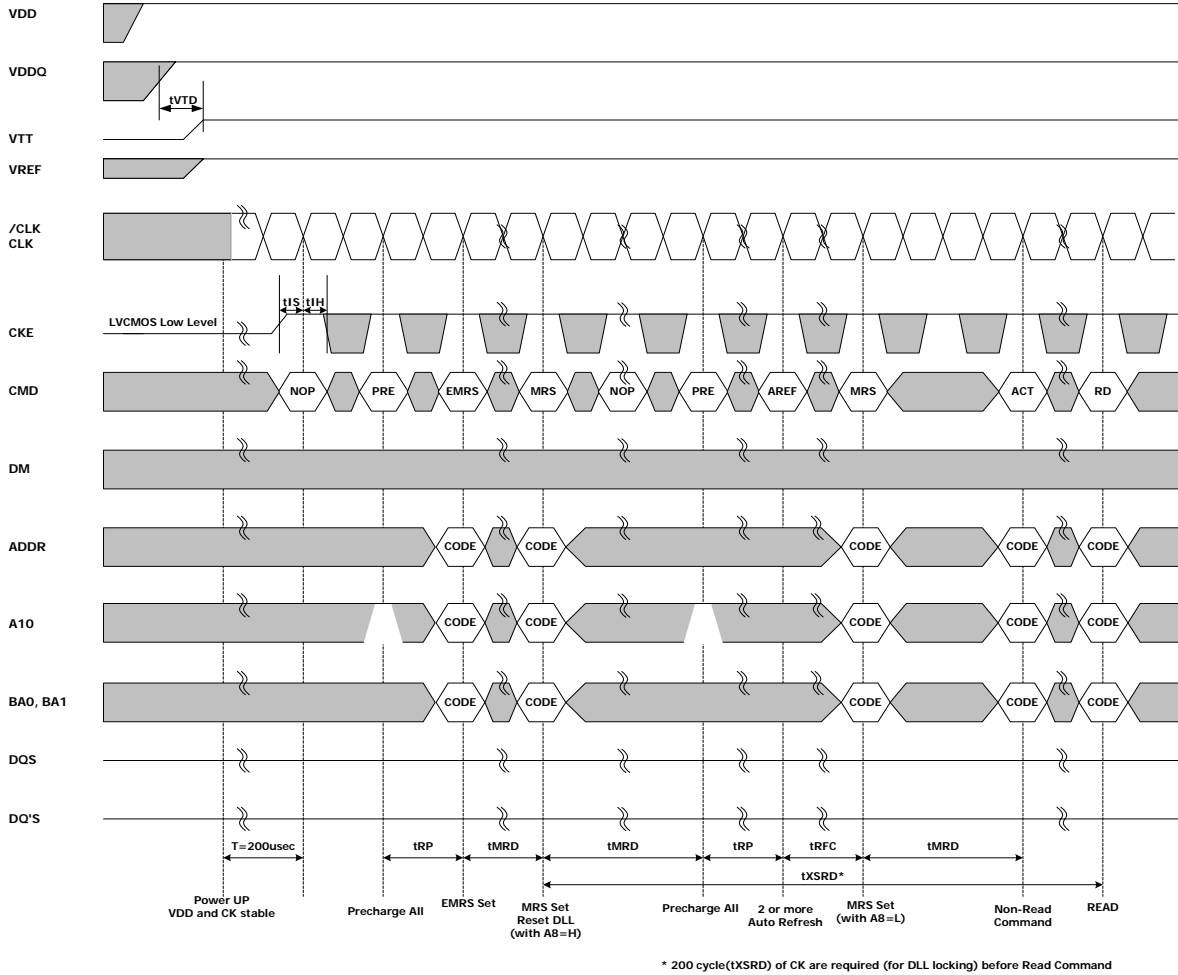 VDD
VDDQ
tVTD
VTT
VREF
/CLK
CLK
tIS tIH
LVCMOS Low Level
CKE
CMD NOP PRE EMRS MRS NOP PRE AREF MRS ACT RD
DM
ADDR CODE CODE CODE CODE CODE
A10 CODE CODE CODE CODE CODE
BA0, BA1 CODE CODE CODE CODE CODE
DQS
DQ'S
T=200usec tRP tMRD tMRD tRP tRFC tMRD
tXSRD*
Power UP
VDD and CK stable
Precharge All
EMRS Set
MRS Set
Reset DLL
(with A8=H)
Precharge All
2 or more
Auto Refresh
MRS Set
(with A8=L)
Non-Read
Command
READ
* 200 cycle(tXSRD) of CK are required (for DLL locking) before Read Command